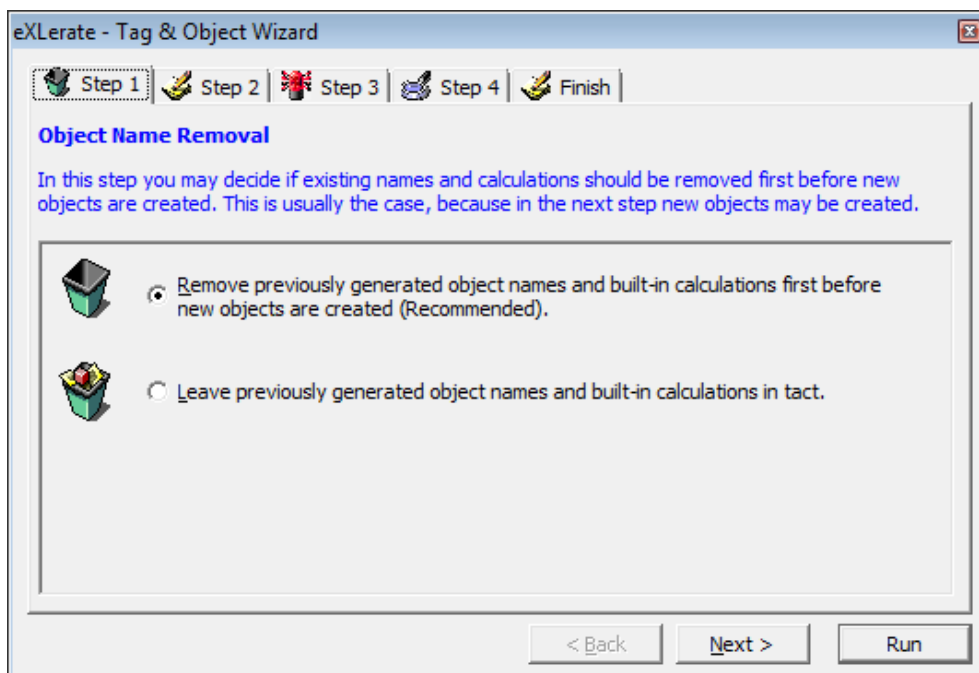 eXLerate - Tag & Object Wizard
Step 1 Step 2 Step 3 Step 4 Finish
Object Name Removal
In this step you may decide if existing names and calculations should be removed first before new
objects are created. This is usually the case, because in the next step new objects may be created.
Remove previously generated object names and built-in calculations first before
new objects are created (Recommended).
Leave previously generated object names and built-in calculations in tact.
< Back Next > Run